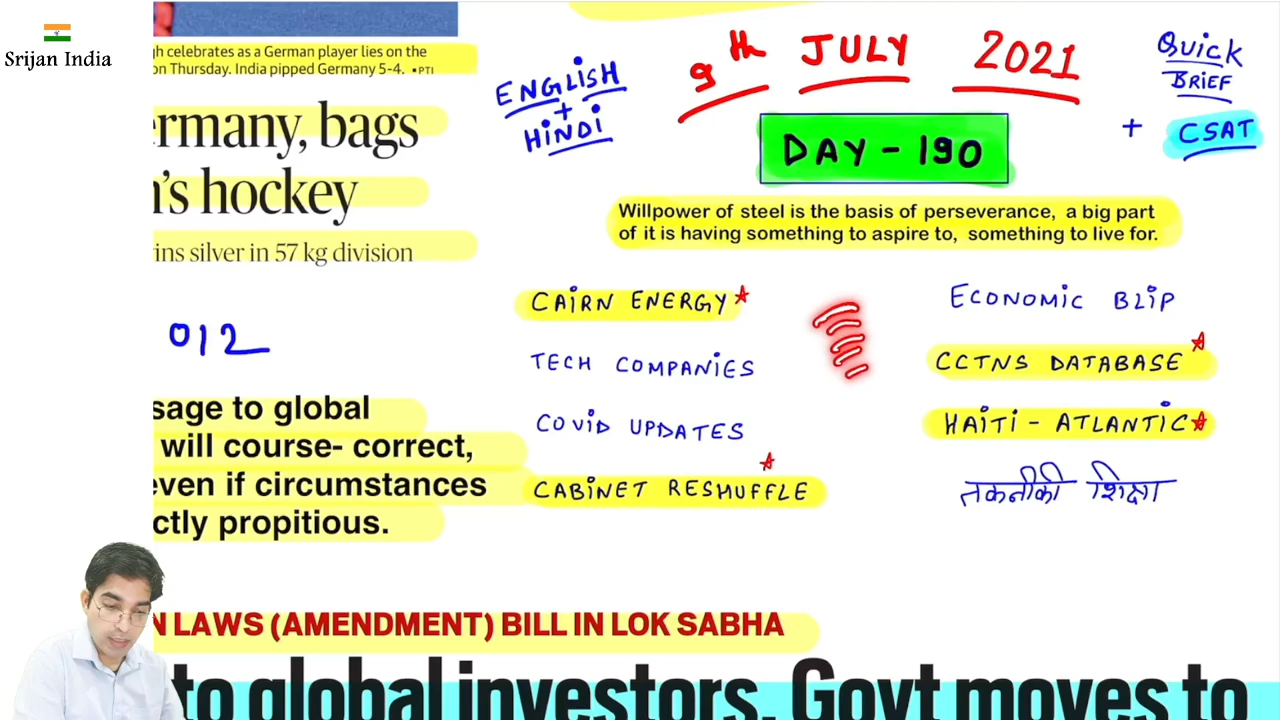 Srijan India
gh celebrates as a German player lies on the
on Thursday. India pipped Germany 5-4. ▪PTI
ermany, bags
n's hockey
rins silver in 57 kg division
012
sage to global
will course- correct,
even if circumstances
ctly propitious.
ENGLISH
+
HINDI
9th JULY 2021
DAY - 190
QUICK
BRIEF
+ CSAT
Willpower of steel is the basis of perseverance, a big part
of it is having something to aspire to, something to live for.
CAIRN ENERGY
TECH COMPANIES
COVID UPDATES
CABINET RESHUFFLE
ECONOMIC BLIP
CCTNS DATABASE
HAITI - ATLANTIC
तकनीकी शिक्षा
N LAWS (AMENDMENT) BILL IN LOK SABHA
to global investors, Govt moves to